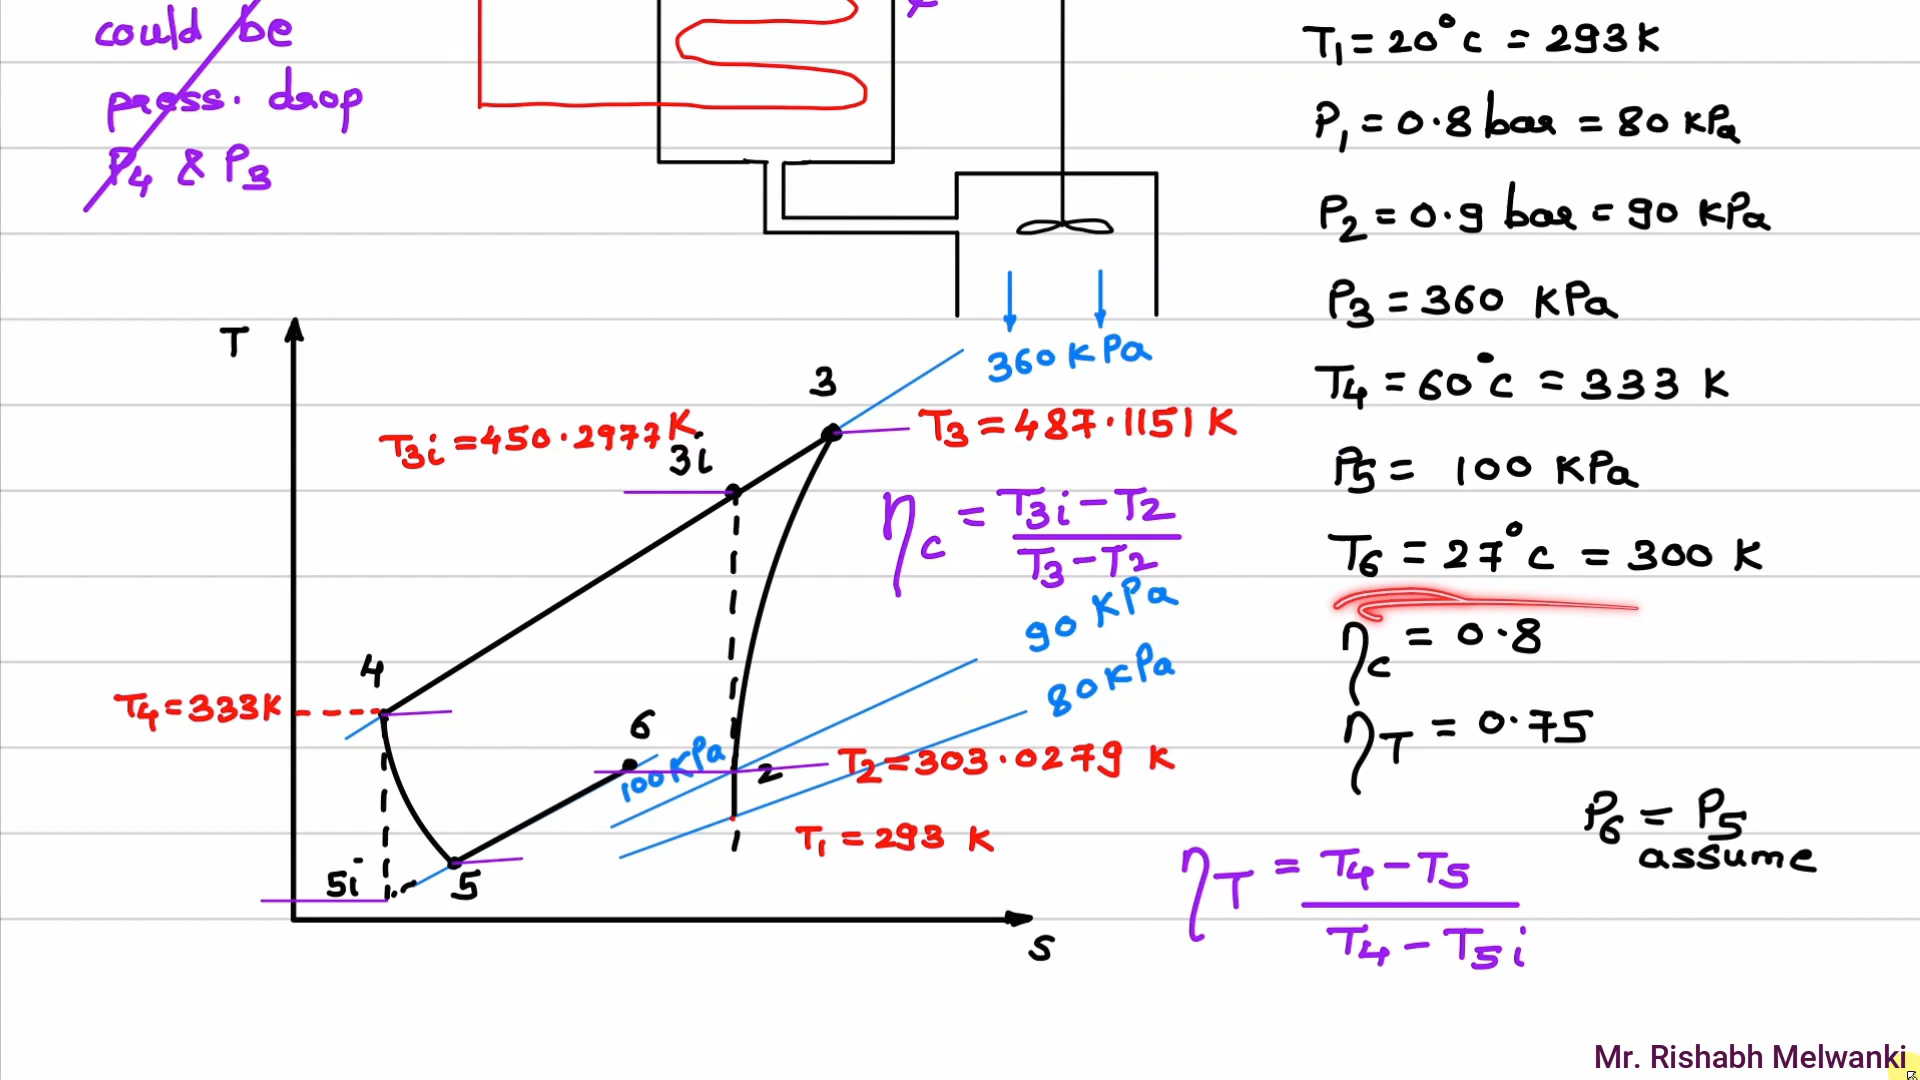 could be
press. drop
P4 & P3
T1 = 20°c = 293 K
P1 = 0.8 bar = 80 KPa
P2 = 0.9 bar = 90 KPa
P3 = 360 KPa
T4 = 60°c = 333 K
P5 = 100 KPa
T6 = 27°c = 300 K
ηc = 0.8
ηT = 0.75
P6 = P5
assume
T
360 KPa
3
T3i = 450.2977 K
3i
T3 = 487.1151 K
ηc = T3i - T2
T3 - T2
90 KPa
80 KPa
4
T4 = 333K
6
100 KPa
2
T2 = 303.0279 K
T1 = 293 K
5i
5
S
ηT = T4 - T5
T4 - T5i
Mr. Rishabh Melwanki